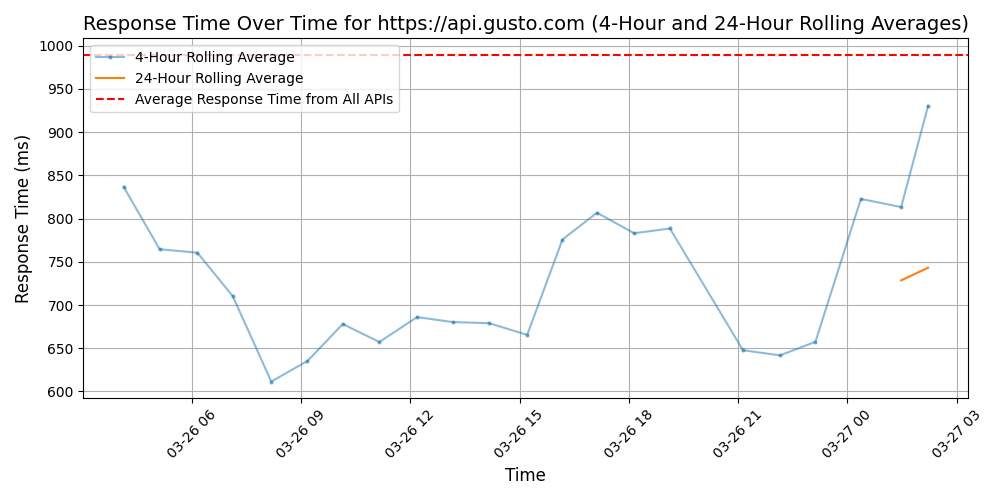 Response Time Over Time for https://api.gusto.com (4-Hour and 24-Hour Rolling Averages)
4-Hour Rolling Average
24-Hour Rolling Average
Average Response Time from All APIs
Response Time (ms)
1000
950
900
850
800
750
700
650
600
03-26 06
03-26 09
03-26 12
03-26 15
03-26 18
03-26 21
03-27 00
03-27 03
Time